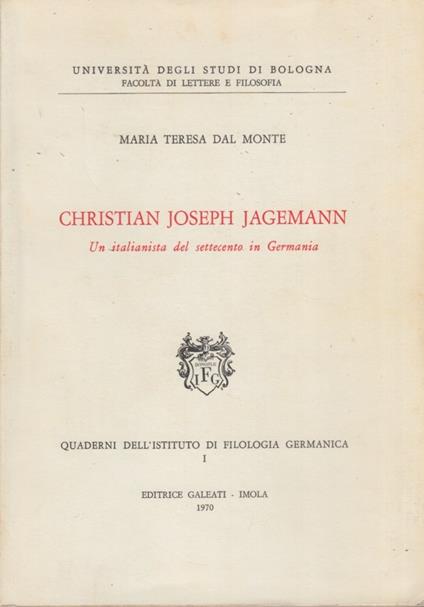 UNIVERSITÀ DEGLI STUDI DI BOLOGNA
FACOLTÀ DI LETTERE E FILOSOFIA
MARIA TERESA DAL MONTE
CHRISTIAN JOSEPH JAGEMANN
Un italianista del settecento in Germania
IFG
QUADERNI DELL'ISTITUTO DI FILOLOGIA GERMANICA
I
EDITRICE GALEATI - IMOLA
1970